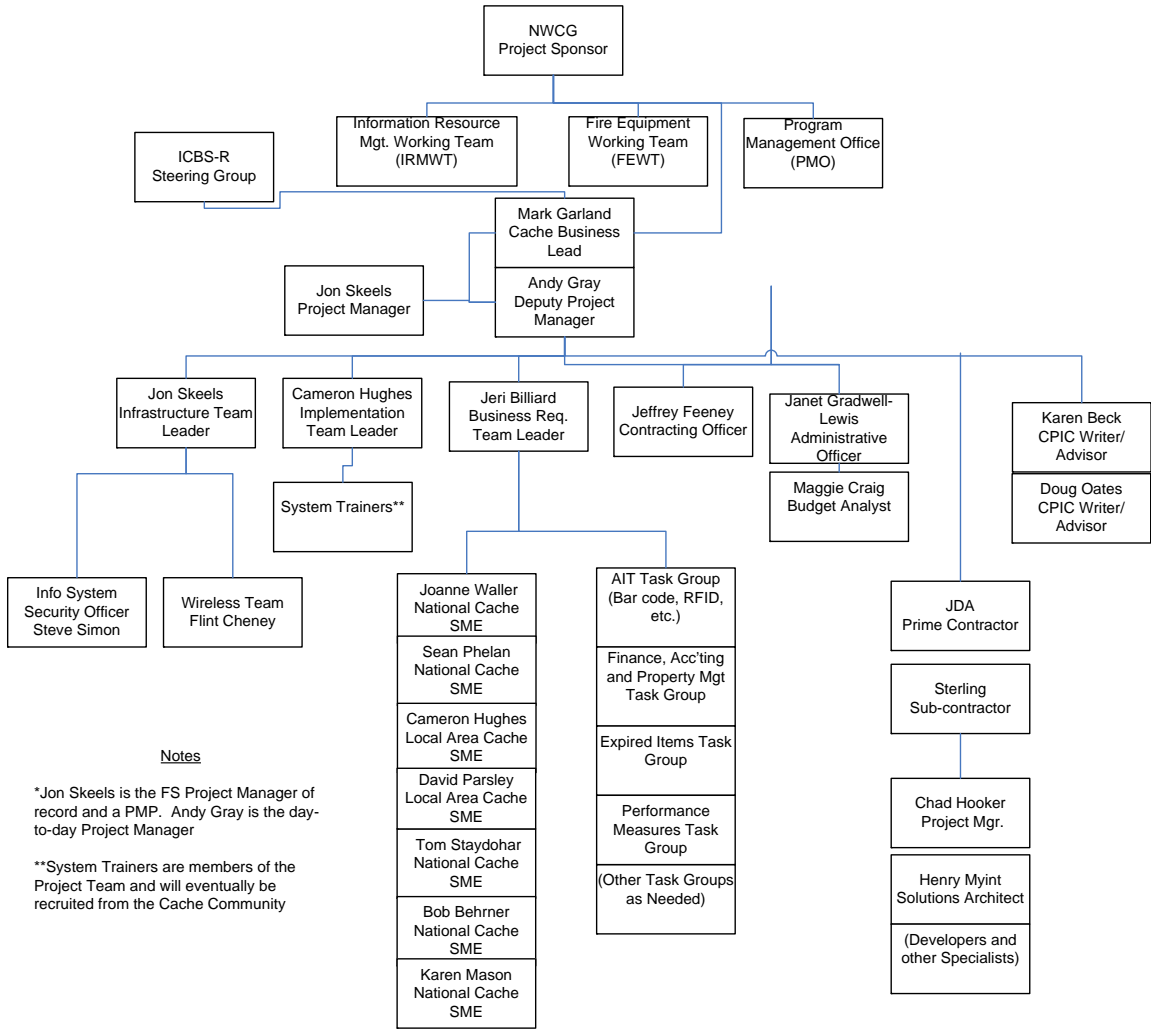 NWCG
Project Sponsor
Information Resource
Mgt. Working Team
(IRMWT)
Fire Equipment
Working Team
(FEWT)
Program
Management Office
(PMO)
ICBS-R
Steering Group
Mark Garland
Cache Business
Lead
Jon Skeels
Project Manager
Andy Gray
Deputy Project
Manager
Jon Skeels
Infrastructure Team
Leader
Cameron Hughes
Implementation
Team Leader
Jeri Billiard
Business Req.
Team Leader
Jeffrey Feeney
Contracting Officer
Janet Gradwell-
Lewis
Administrative
Officer
Karen Beck
CPIC Writer/
Advisor
System Trainers**
Maggie Craig
Budget Analyst
Doug Oates
CPIC Writer/
Advisor
Info System
Security Officer
Steve Simon
Wireless Team
Flint Cheney
Joanne Waller
National Cache
SME
Sean Phelan
National Cache
SME
Cameron Hughes
Local Area Cache
SME
David Parsley
Local Area Cache
SME
Tom Staydohar
National Cache
SME
Bob Behrner
National Cache
SME
Karen Mason
National Cache
SME
AIT Task Group
(Bar code, RFID,
etc.)
Finance, Acc'ting
and Property Mgt
Task Group
Expired Items Task
Group
Performance
Measures Task
Group
(Other Task Groups
as Needed)
JDA
Prime Contractor
Sterling
Sub-contractor
Chad Hooker
Project Mgr.
Henry Myint
Solutions Architect
(Developers and
other Specialists)
Notes
*Jon Skeels is the FS Project Manager of
record and a PMP.  Andy Gray is the day-
to-day Project Manager
**System Trainers are members of the
Project Team and will eventually be
recruited from the Cache Community